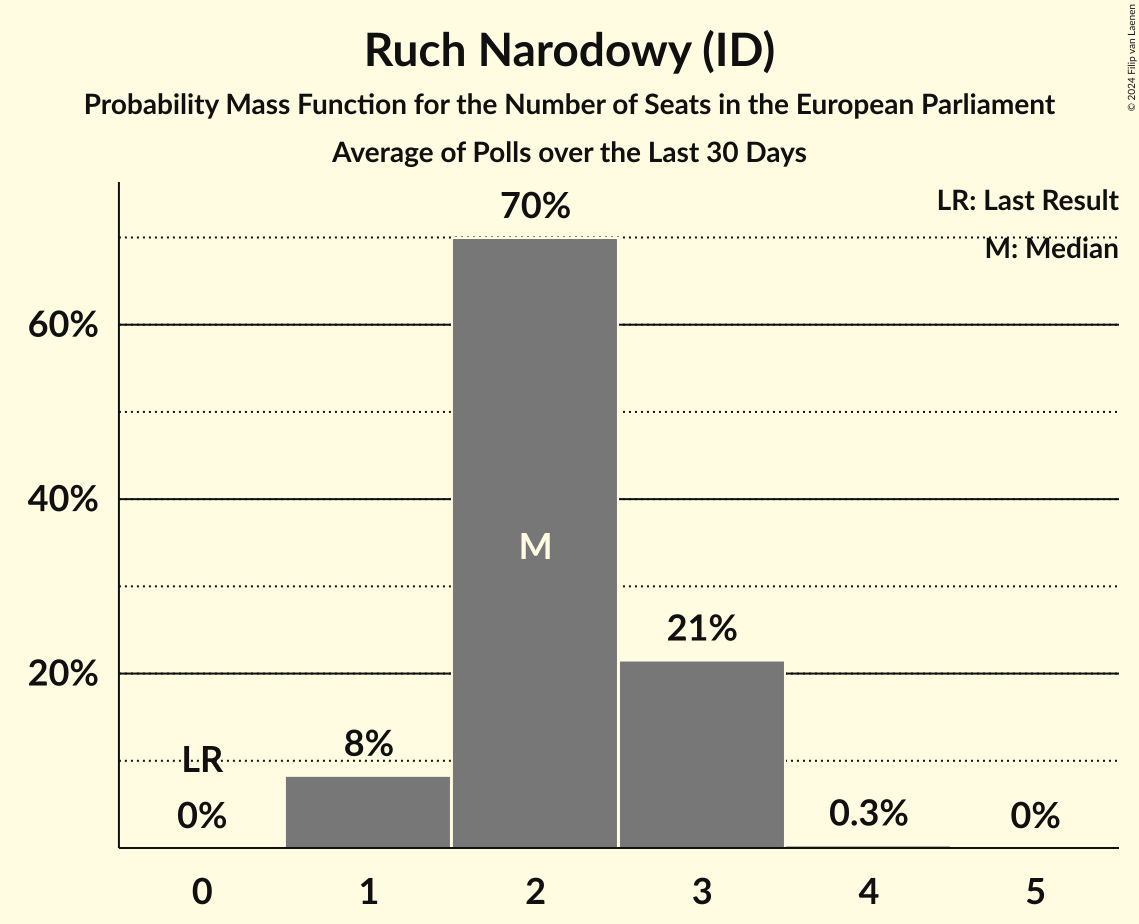 Ruch Narodowy (ID)
Probability Mass Function for the Number of Seats in the European Parliament
Average of Polls over the Last 30 Days
© 2024 Filip van Laenen
LR: Last Result
M: Median
70%
60%
40%
M
21%
20%
LR
8%
0%
0.3%
0%
0 1 2 3 4 5